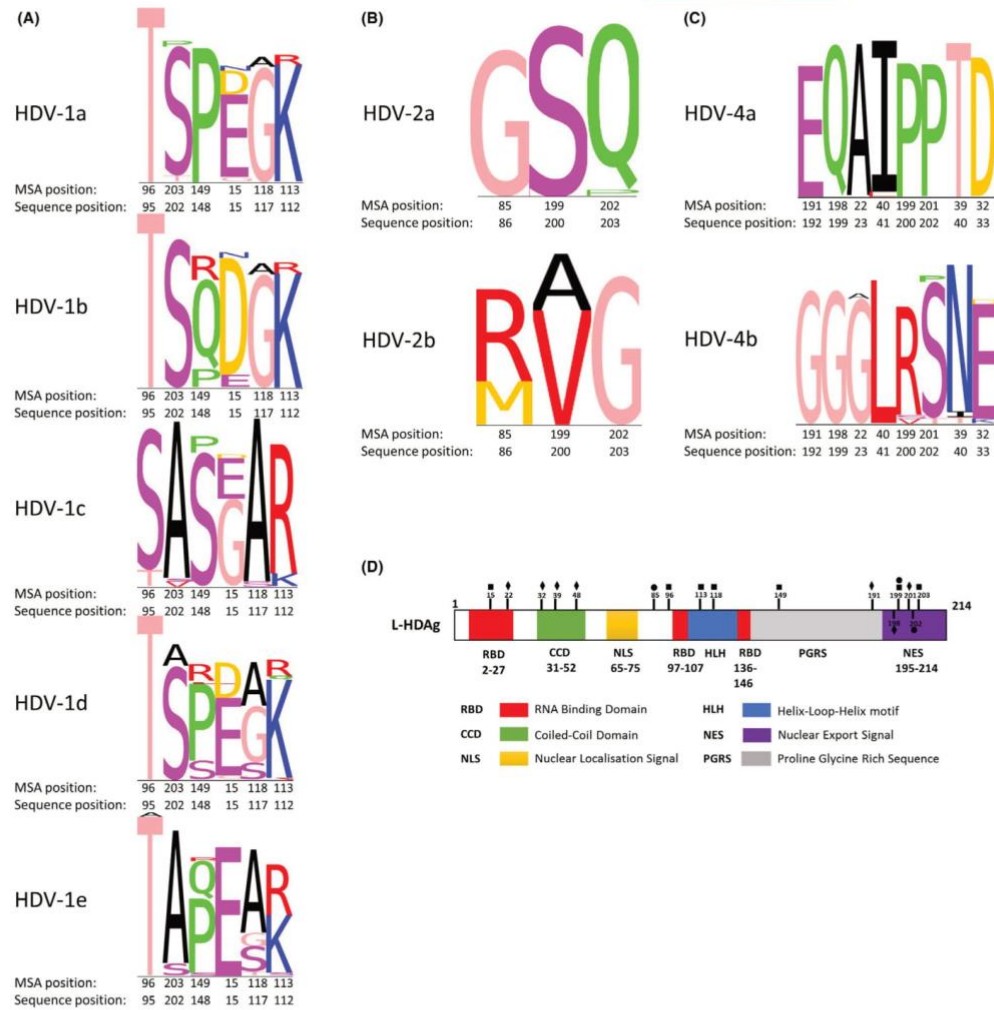 (A)
HDV-1a
TSPEGK
MSA position: 96 203 149 15 118 113
Sequence position: 95 202 148 15 117 112
HDV-1b
TSQDGK
MSA position: 96 203 149 15 118 113
Sequence position: 95 202 148 15 117 112
HDV-1c
SASGAR
MSA position: 96 203 149 15 118 113
Sequence position: 95 202 148 15 117 112
HDV-1d
TSPEGK
MSA position: 96 203 149 15 118 113
Sequence position: 95 202 148 15 117 112
HDV-1e
TAPEAK
MSA position: 96 203 149 15 118 113
Sequence position: 95 202 148 15 117 112
(B)
HDV-2a
GSQ
MSA position: 85 199 202
Sequence position: 86 200 203
HDV-2b
RVG
MSA position: 85 199 202
Sequence position: 86 200 203
(C)
HDV-4a
EQAIPPTD
MSA position: 191 198 22 40 199 201 39 32
Sequence position: 192 199 23 41 200 202 40 33
HDV-4b
GGGLRSNE
MSA position: 191 198 22 40 199 201 39 32
Sequence position: 192 199 23 41 200 202 40 33
(D)
15 22 32 39 48 85 96 113 118 149 191 199 201 203
1 214
L-HDAg
198 202
RBD CCD NLS RBD HLH RBD PGRS NES
2-27 31-52 65-75 97-107 136-146 195-214
RBD RNA Binding Domain HLH Helix-Loop-Helix motif
CCD Coiled-Coil Domain NES Nuclear Export Signal
NLS Nuclear Localisation Signal PGRS Proline Glycine Rich Sequence